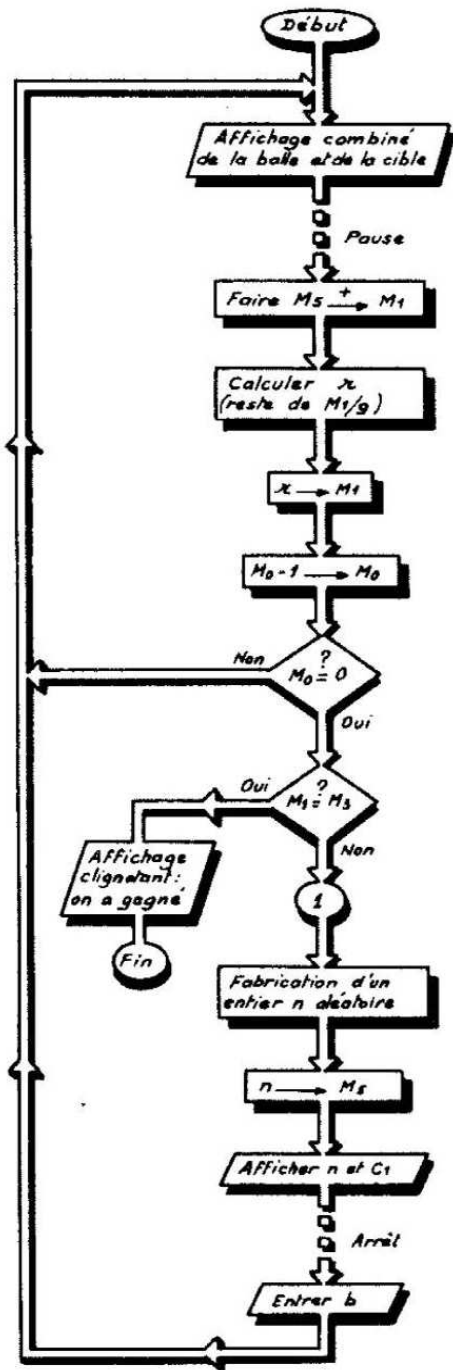 Début
Affichage combiné
de la balle et de la cible
Pause
Faire M5 + → M1
Calculer r
(reste de M1/9)
r → M1
M0-1 → M0
Non
?
M0 = 0
Oui
Oui
?
M1 = M3
Non
Affichage
clignotant :
on a gagné
Fin
1
Fabrication d'un
entier n aléatoire
n → M5
Afficher n et C1
Arrêt
Entrer b